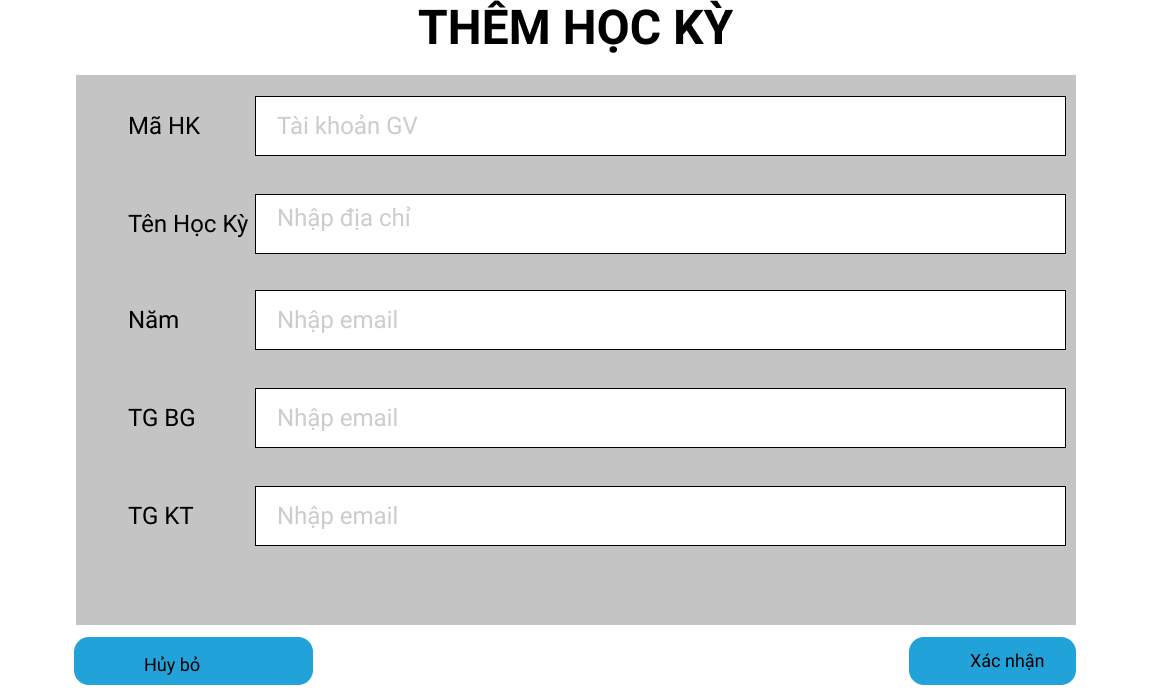 THÊM HỌC KỲ
Mã HK
Tài khoản GV
Tên Học Kỳ
Nhập địa chỉ
Năm
Nhập email
TG BG
Nhập email
TG KT
Nhập email
Hủy bỏ
Xác nhận